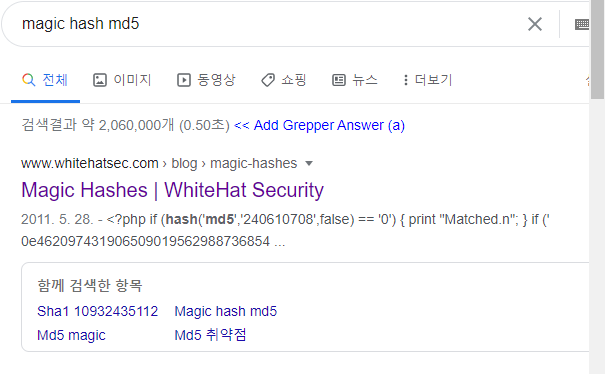 magic hash md5
전체 이미지 동영상 쇼핑 뉴스 더보기
검색결과 약 2,060,000개 (0.50초) << Add Grepper Answer (a)
www.whitehatsec.com › blog › magic-hashes
Magic Hashes | WhiteHat Security
2011. 5. 28. - <?php if (hash('md5','240610708',false) == '0') { print "Matched.n"; } if ('
0e462097431906509019562988736854 ...
함께 검색한 항목
Sha1 10932435112 Magic hash md5
Md5 magic Md5 취약점